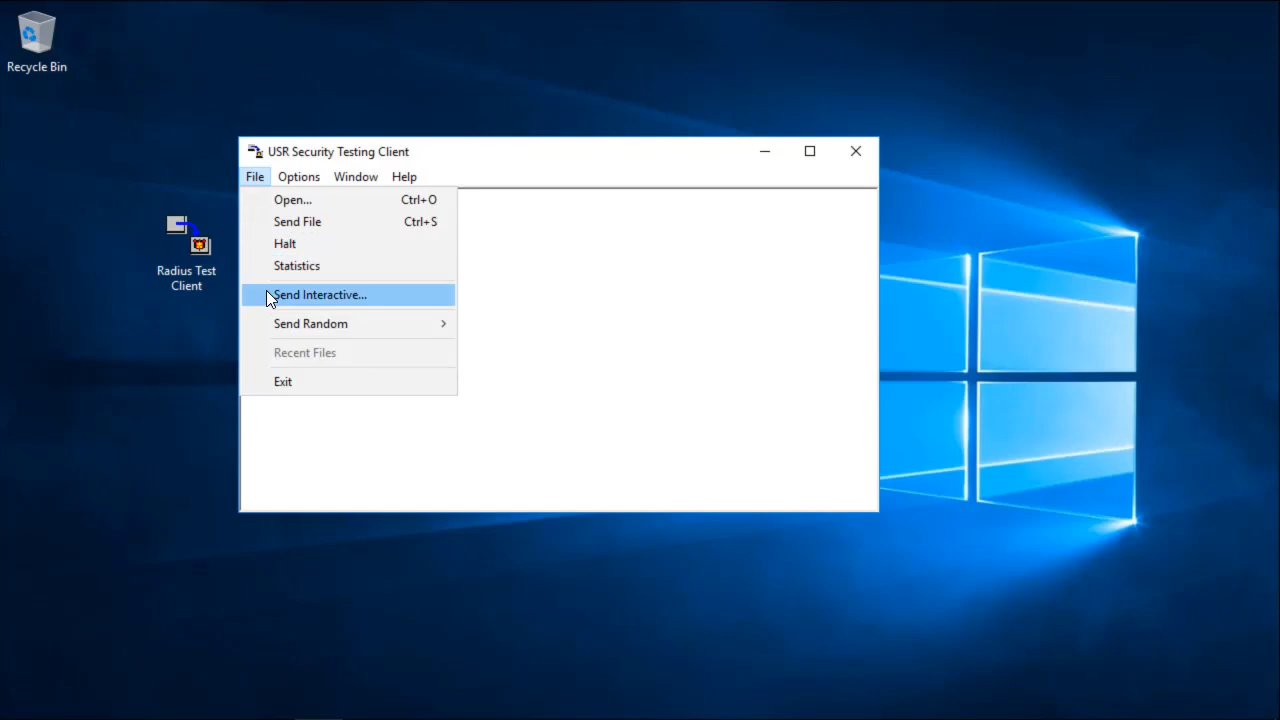 Recycle Bin
USR Security Testing Client
File Options Window Help
Open... Ctrl+O
Send File Ctrl+S
Halt
Statistics
Send Interactive...
Send Random
Recent Files
Exit
Radius Test
Client